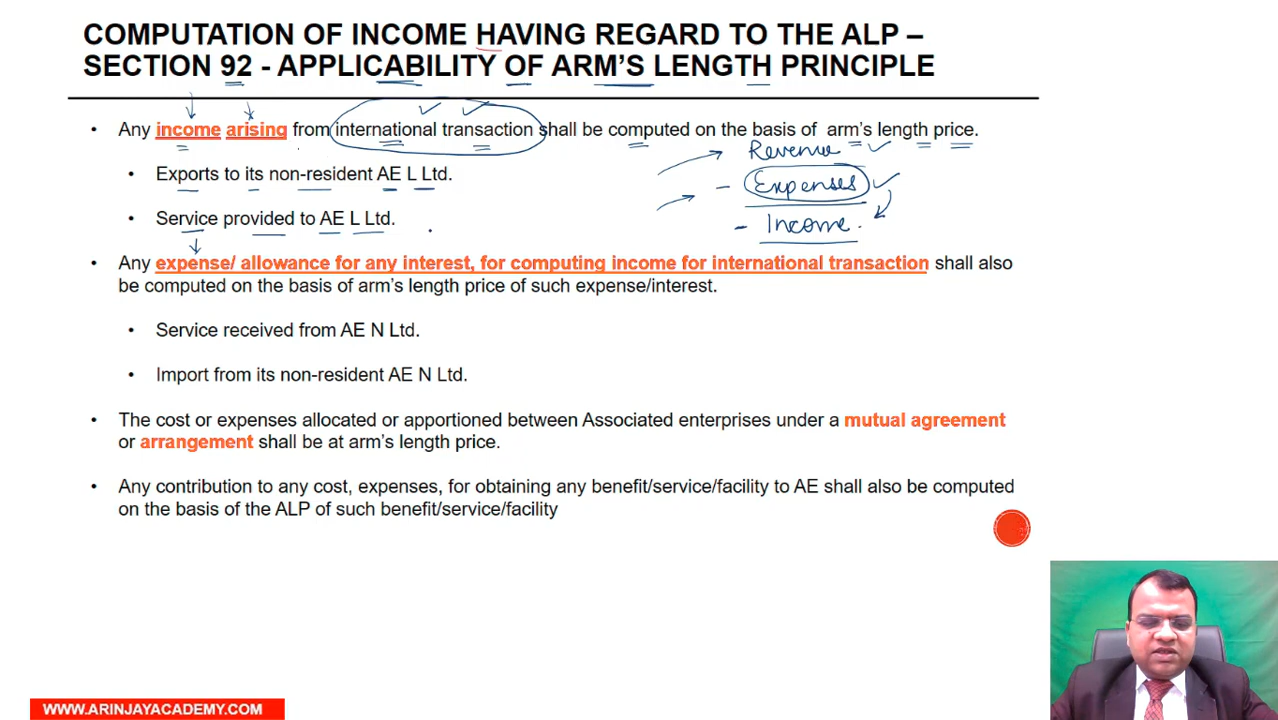 COMPUTATION OF INCOME HAVING REGARD TO THE ALP –
SECTION 92 - APPLICABILITY OF ARM'S LENGTH PRINCIPLE
• Any income arising from international transaction shall be computed on the basis of arm's length price.
Revenue
• Exports to its non-resident AE L Ltd.
- Expenses
• Service provided to AE L Ltd.
- Income
• Any expense/ allowance for any interest, for computing income for international transaction shall also
be computed on the basis of arm's length price of such expense/interest.
• Service received from AE N Ltd.
• Import from its non-resident AE N Ltd.
• The cost or expenses allocated or apportioned between Associated enterprises under a mutual agreement
or arrangement shall be at arm's length price.
• Any contribution to any cost, expenses, for obtaining any benefit/service/facility to AE shall also be computed
on the basis of the ALP of such benefit/service/facility
WWW.ARINJAYACADEMY.COM